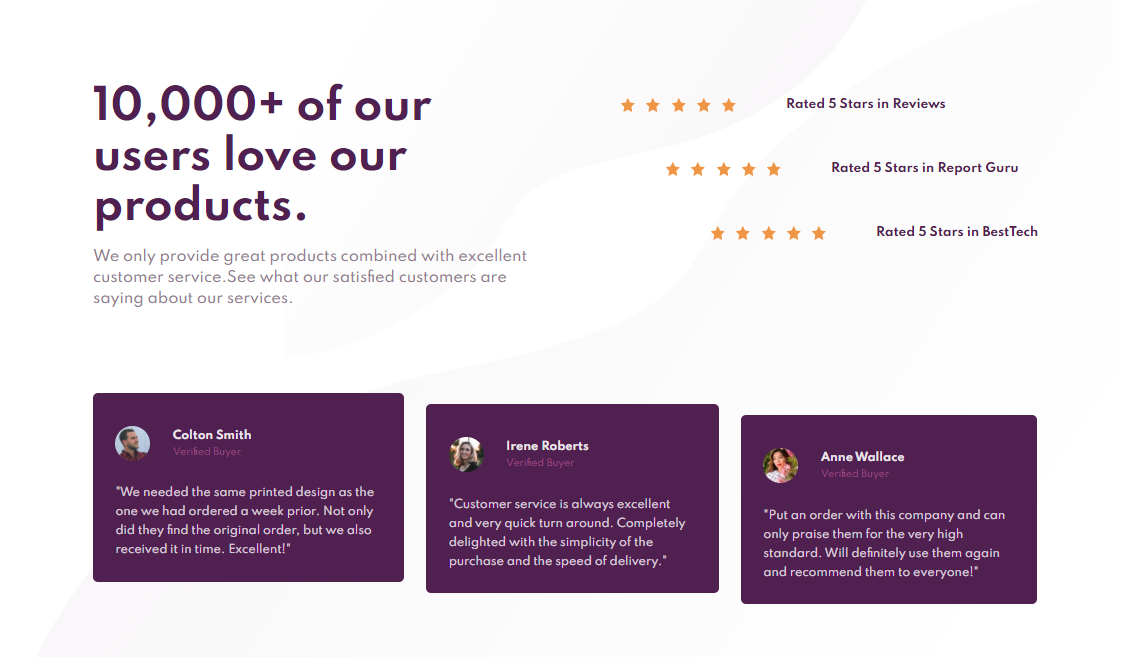 10,000+ of our
users love our
products.
We only provide great products combined with excellent
customer service.See what our satisfied customers are
saying about our services.
Rated 5 Stars in Reviews
Rated 5 Stars in Report Guru
Rated 5 Stars in BestTech
Colton Smith
Verified Buyer
"We needed the same printed design as the
one we had ordered a week prior. Not only
did they find the original order, but we also
received it in time. Excellent!"
Irene Roberts
Verified Buyer
"Customer service is always excellent
and very quick turn around. Completely
delighted with the simplicity of the
purchase and the speed of delivery."
Anne Wallace
Verified Buyer
"Put an order with this company and can
only praise them for the very high
standard. Will definitely use them again
and recommend them to everyone!"